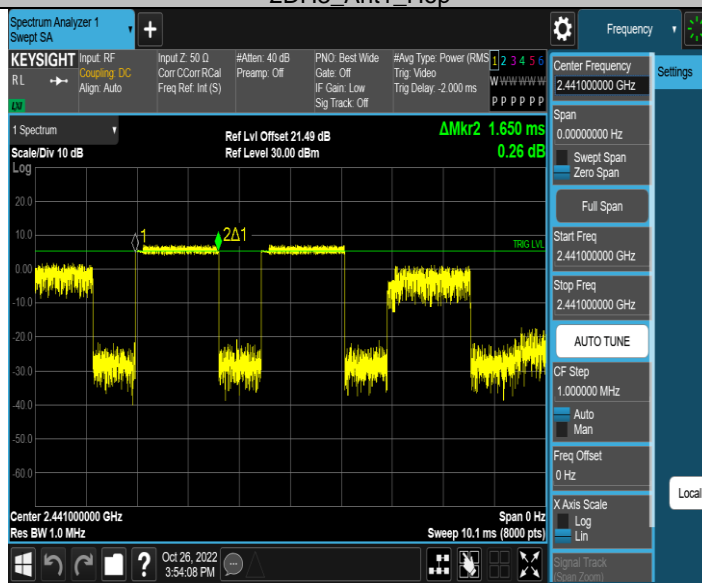 2DH3_Ant1_Hop
Spectrum Analyzer 1
Swept SA
+
Frequency
KEYSIGHT
RL
Input: RF
Coupling: DC
Align: Auto
Input Z: 50 Ω
Corr CCorr RCal
Freq Ref: Int (S)
#Atten: 40 dB
Preamp: Off
PNO: Best Wide
Gate: Off
IF Gain: Low
Sig Track: Off
#Avg Type: Power (RMS
Trig: Video
Trig Delay: -2.000 ms
1 2 3 4 5 6
W W W W W W
P P P P P P
LXI
1 Spectrum
Scale/Div 10 dB
Log
Ref Lvl Offset 21.49 dB
Ref Level 30.00 dBm
ΔMkr2 1.650 ms
0.26 dB
20.0
10.0
0.00
-10.0
-20.0
-30.0
-40.0
-50.0
-60.0
1
2Δ1
TRIG LVL
Center 2.441000000 GHz
Res BW 1.0 MHz
Span 0 Hz
Sweep 10.1 ms (8000 pts)
Center Frequency
2.441000000 GHz
Span
0.00000000 Hz
Swept Span
Zero Span
Full Span
Start Freq
2.441000000 GHz
Stop Freq
2.441000000 GHz
AUTO TUNE
CF Step
1.000000 MHz
Auto
Man
Freq Offset
0 Hz
X Axis Scale
Log
Lin
Signal Track
(Span Zoom)
Settings
Local
?
Oct 26, 2022
3:54:08 PM